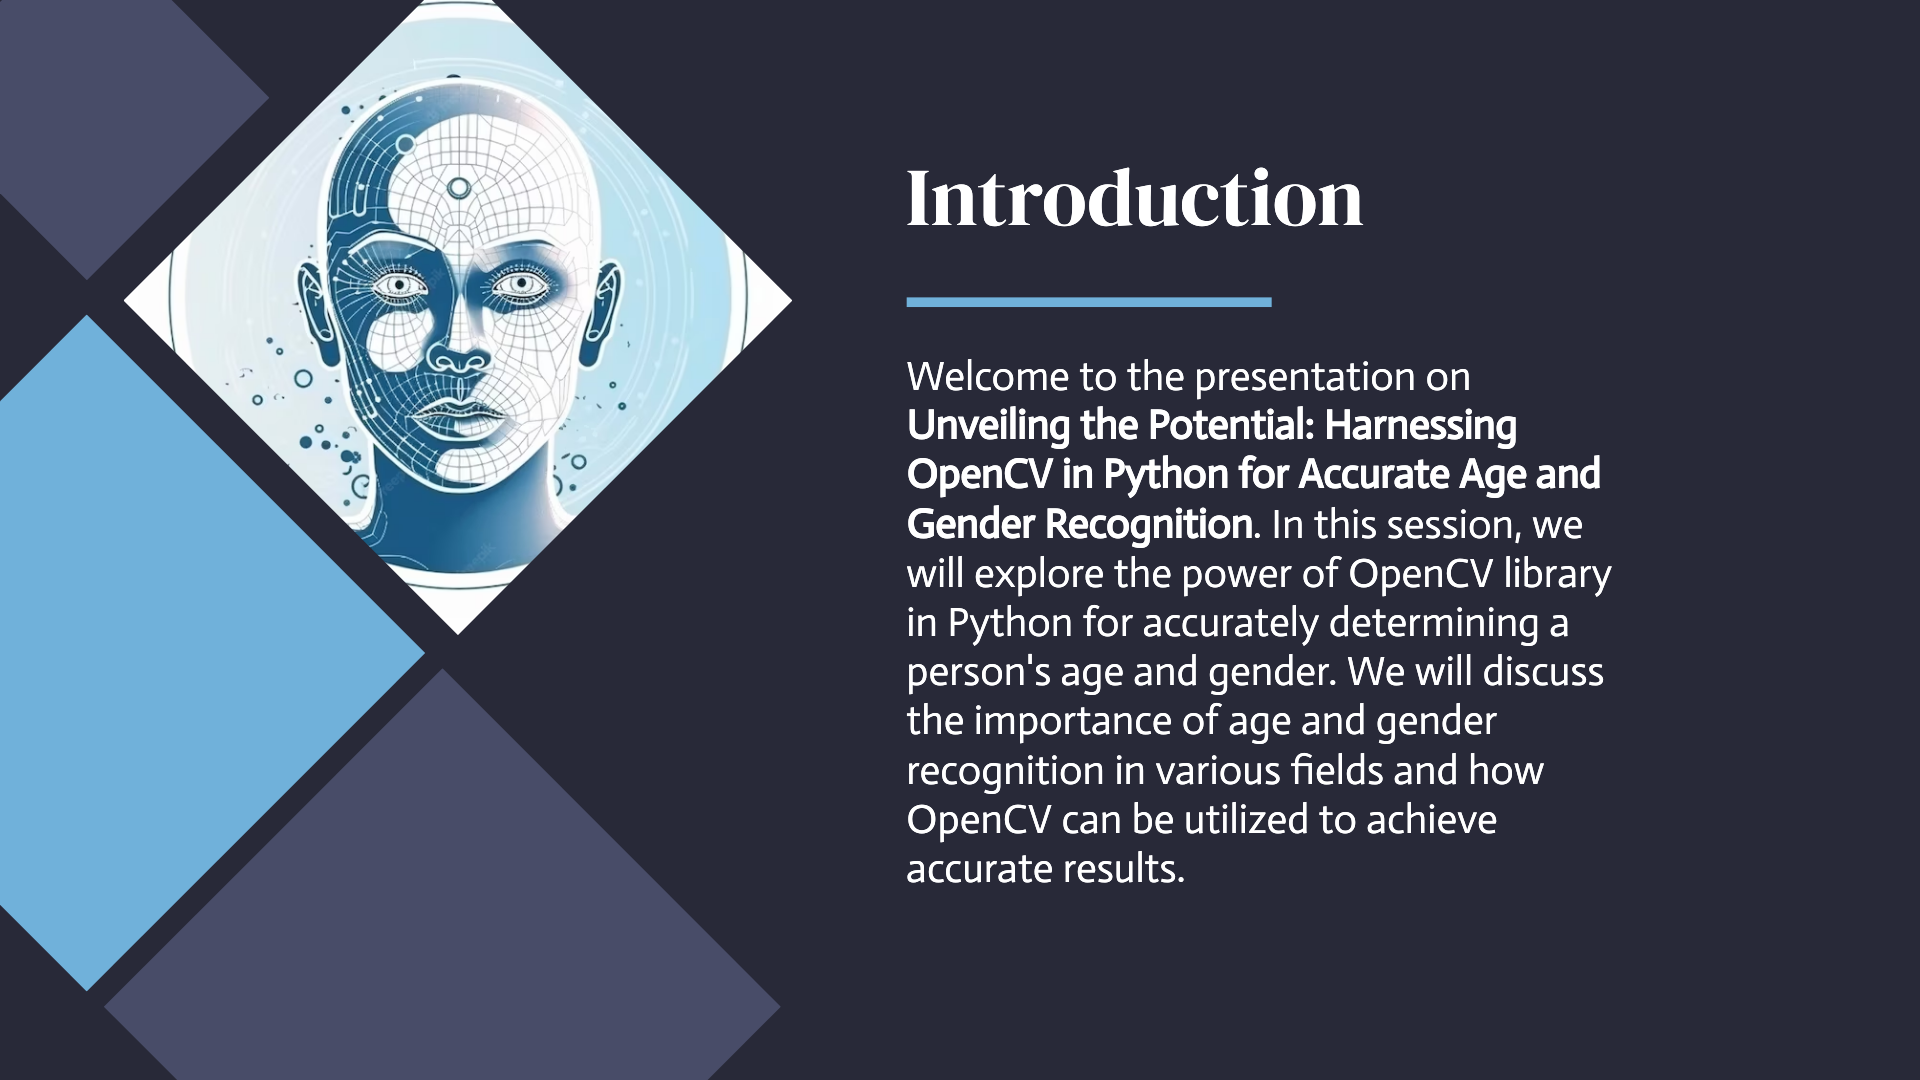 Introduction
Welcome to the presentation on
Unveiling the Potential: Harnessing
OpenCV in Python for Accurate Age and
Gender Recognition. In this session, we
will explore the power of OpenCV library
in Python for accurately determining a
person's age and gender. We will discuss
the importance of age and gender
recognition in various fields and how
OpenCV can be utilized to achieve
accurate results.